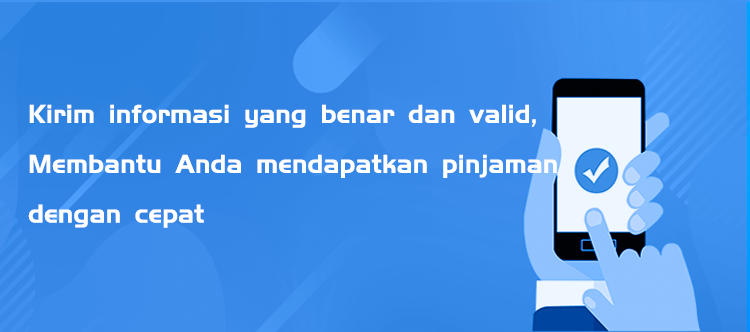 Kirim informasi yang benar dan valid,
Membantu Anda mendapatkan pinjaman
dengan cepat